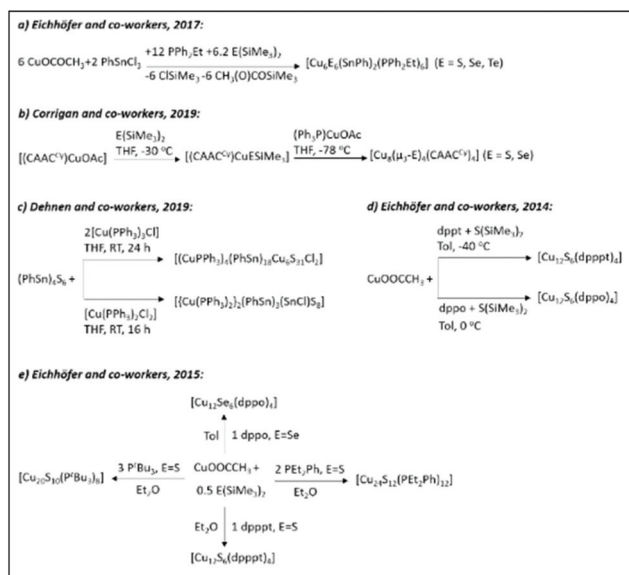 a) Eichhöfer and co-workers, 2017:
+12 PPh₂Et +6.2 E(SiMe₃)₂
6 CuOCOCH₃+2 PhSnCl₃ [Cu₆E₆(SnPh)₂(PPh₂Et)₆] (E = S, Se, Te)
-6 ClSiMe₃-6 CH₃(O)COSiMe₃
b) Corrigan and co-workers, 2019:
E(SiMe₃)₂ (Ph₃P)CuOAc
[(CAACᶜʸ)CuOAc] THF, -30 °C [(CAACᶜʸ)CuESiMe₃] THF, -78 °C [Cu₈(μ₃-E)₄(CAACᶜʸ)₄] (E = S, Se)
c) Dehnen and co-workers, 2019:
2[Cu(PPh₃)₃Cl]
THF, RT, 24 h
[(CuPPh₃)₄(PhSn)₁₈Cu₆S₃₁Cl₂]
(PhSn)₄S₆ +
[{Cu(PPh₃)₂}₂(PhSn)₃(SnCl)S₈]
[Cu(PPh₃)₂Cl₂]
THF, RT, 16 h
d) Eichhöfer and co-workers, 2014:
dppt + S(SiMe₃)₂
Tol, -40 °C
[Cu₁₂S₆(dpppt)₄]
CuOOCCH₃ +
[Cu₁₂S₆(dppo)₄]
dppo + S(SiMe₃)₂
Tol, 0 °C
e) Eichhöfer and co-workers, 2015:
[Cu₁₂Se₆(dppo)₄]
Tol 1 dppo, E=Se
[Cu₂₀S₁₀(PᵗBu₃)₈] 3 PᵗBu₃, E=S CuOOCCH₃ + 2 PEt₂Ph, E=S [Cu₂₄S₁₂(PEt₂Ph)₁₂]
Et₂O 0.5 E(SiMe₃)₂ Et₂O
Et₂O 1 dpppt, E=S
[Cu₁₂S₆(dpppt)₄]